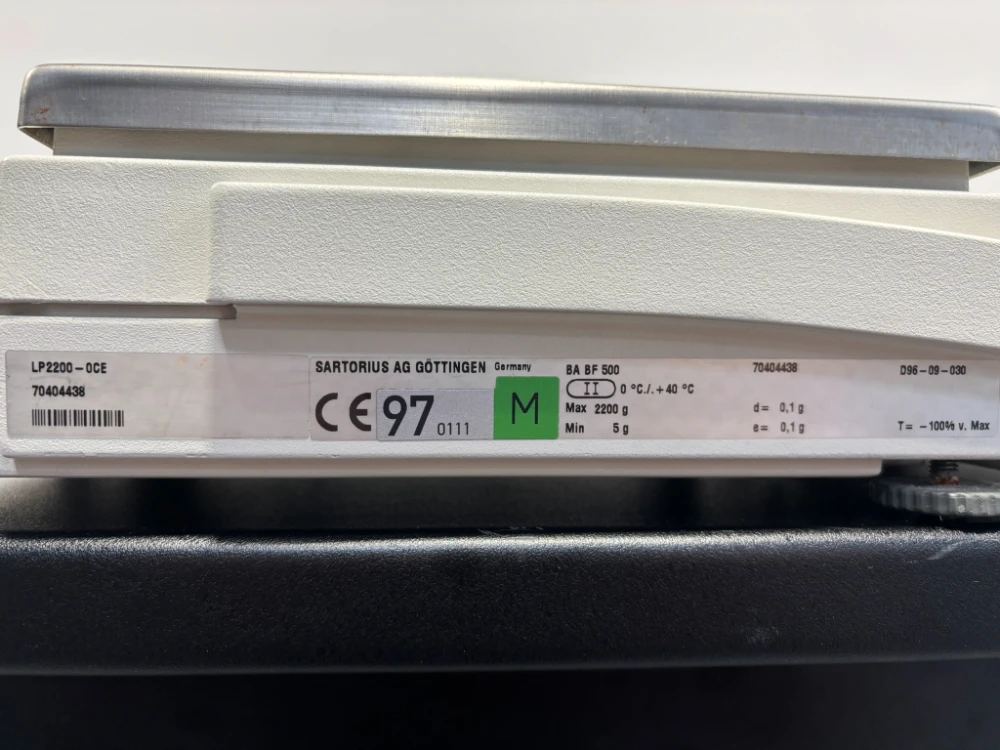 LP2200-0CE
70404438
SARTORIUS AG GÖTTINGEN Germany
CE 97 0111 M
BA BF 500 70404438 D96-09-030
II 0 °C./.+40 °C
Max 2200 g d= 0,1 g
Min 5 g e= 0,1 g T= -100% v. Max